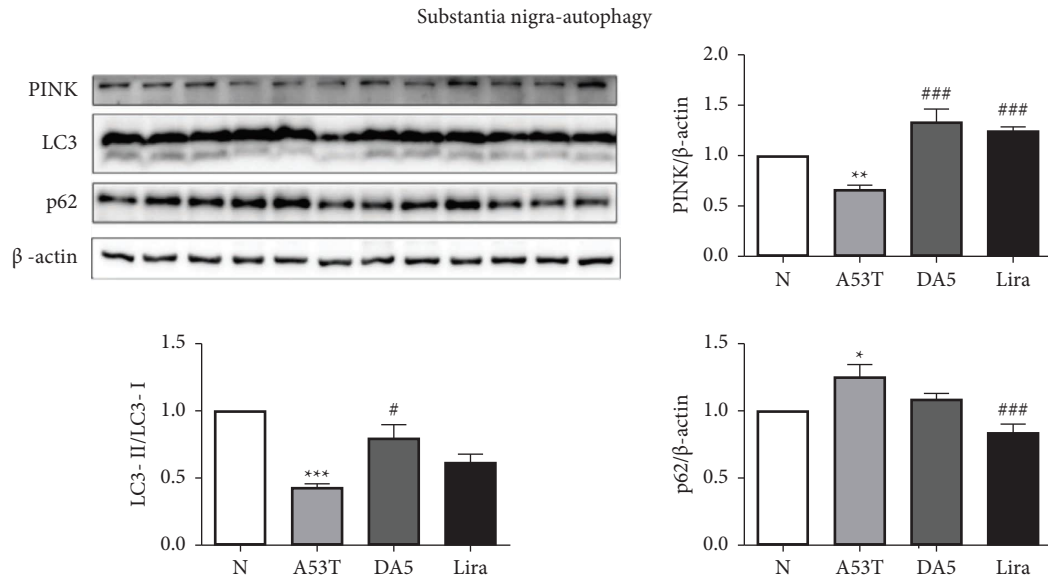 Substantia nigra-autophagy
PINK
LC3
p62
β -actin
PINK/β-actin
2.0
1.5
1.0
0.5
0.0
**
###
###
N A53T DA5 Lira
LC3- II/LC3- I
1.5
1.0
0.5
0.0
***
#
N A53T DA5 Lira
p62/β-actin
1.5
1.0
0.5
0.0
*
###
N A53T DA5 Lira